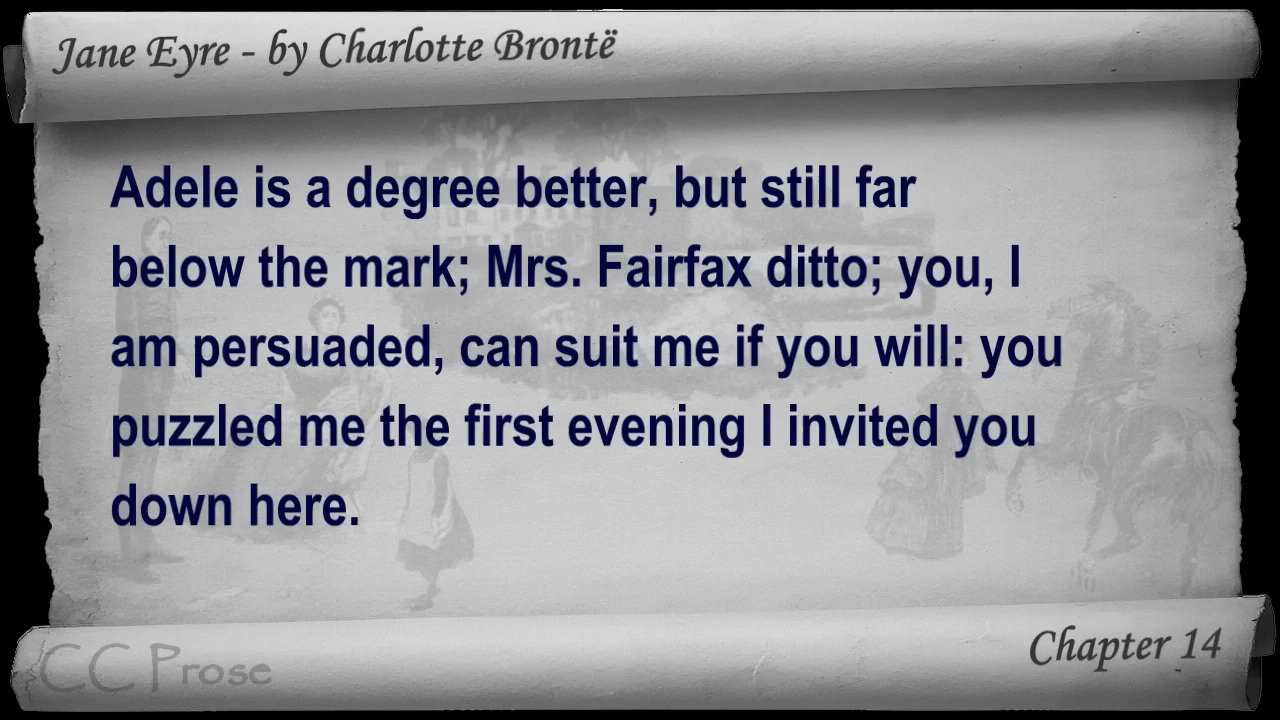 Jane Eyre - by Charlotte Brontë
Adele is a degree better, but still far
below the mark; Mrs. Fairfax ditto; you, I
am persuaded, can suit me if you will: you
puzzled me the first evening I invited you
down here.
CC Prose
Chapter 14